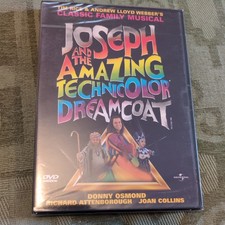 TIM RICE & ANDREW LLOYD WEBBER'S
CLASSIC FAMILY MUSICAL
JOSEPH
AND THE
AMAZING
TECHNICOLOR
DREAMCOAT
DVD
DONNY OSMOND
RICHARD ATTENBOROUGH JOAN COLLINS
UNIVERSAL